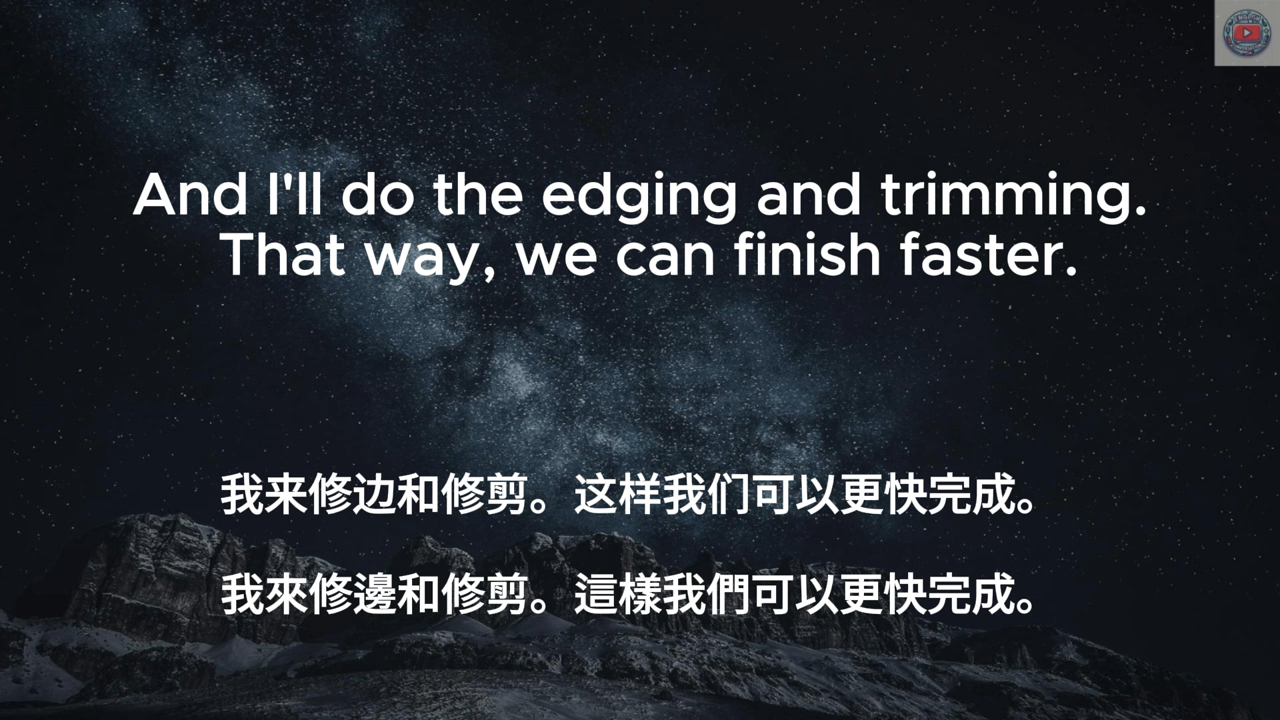 And I'll do the edging and trimming.
That way, we can finish faster.
我来修边和修剪。这样我们可以更快完成。
我來修邊和修剪。這樣我們可以更快完成。